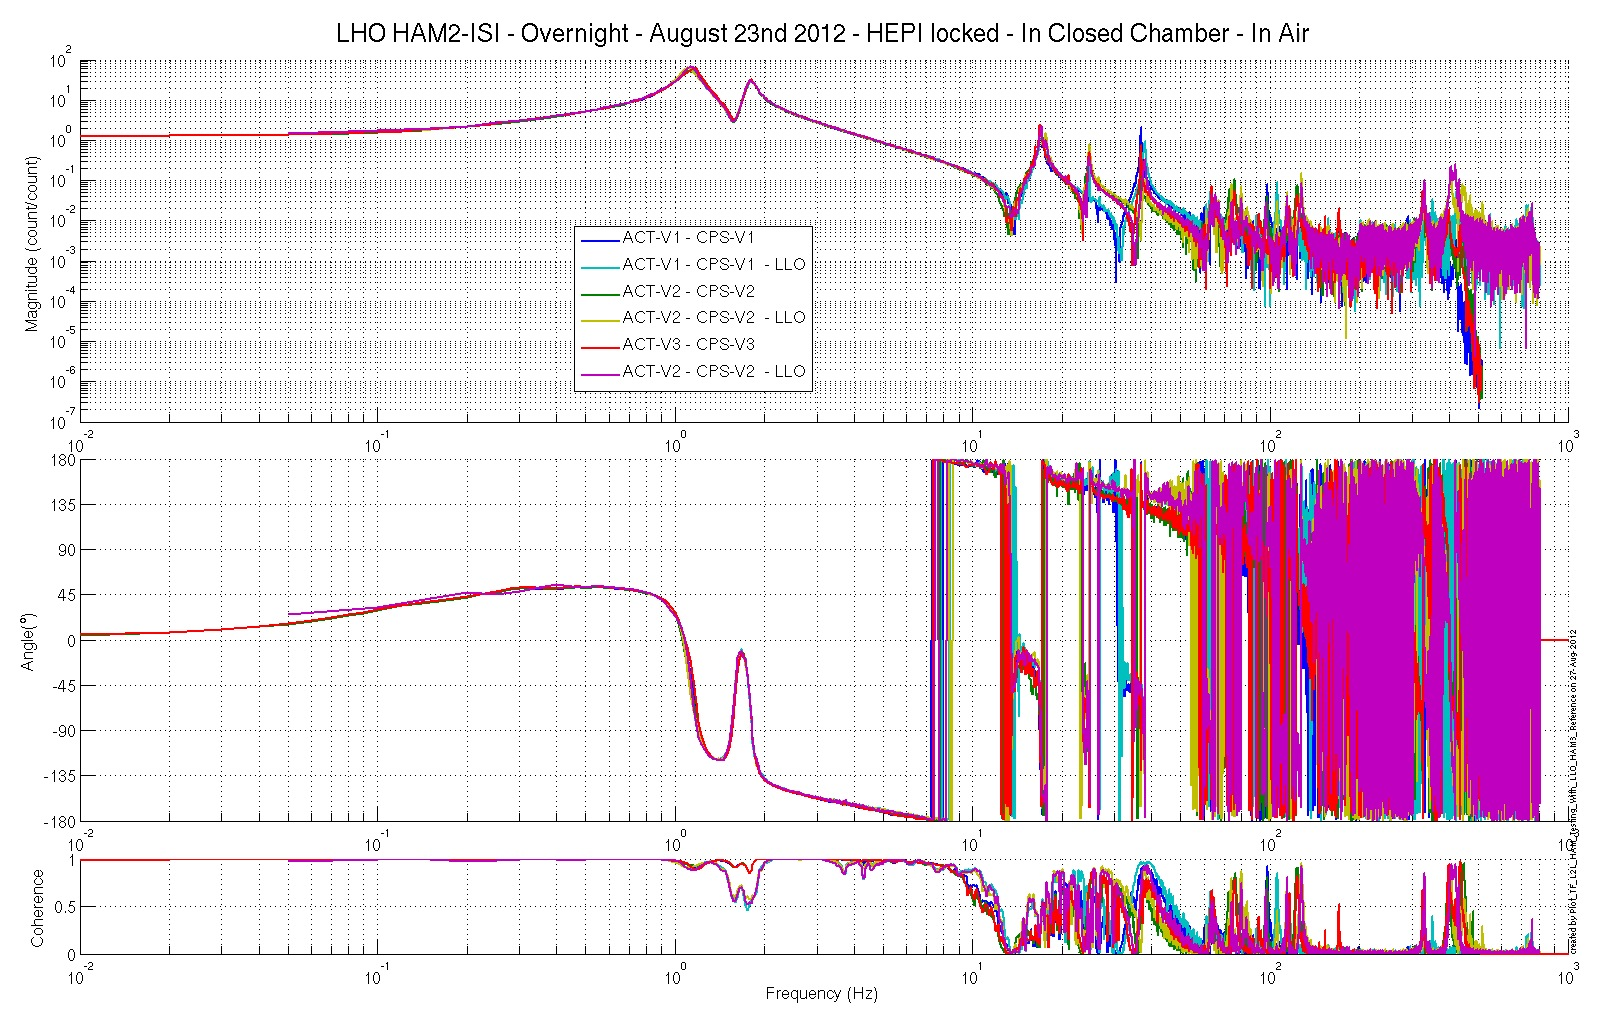 LHO HAM2-ISI - Overnight - August 23nd 2012 - HEPI locked - In Closed Chamber - In Air
Magnitude (count/count)
10^2
10^1
10^0
10^-1
10^-2
10^-3
10^-4
10^-5
10^-6
10^-7
ACT-V1 - CPS-V1
ACT-V1 - CPS-V1 - LLO
ACT-V2 - CPS-V2
ACT-V2 - CPS-V2 - LLO
ACT-V3 - CPS-V3
ACT-V2 - CPS-V2 - LLO
10^-2 10^-1 10^0 10^1 10^2 10^3
Angle(°)
180
135
90
45
0
-45
-90
-135
-180
10^-2 10^-1 10^0 10^1 10^2
Coherence
1
0.5
0
10^-2 10^-1 10^0 10^1 10^2 10^3
Frequency (Hz)